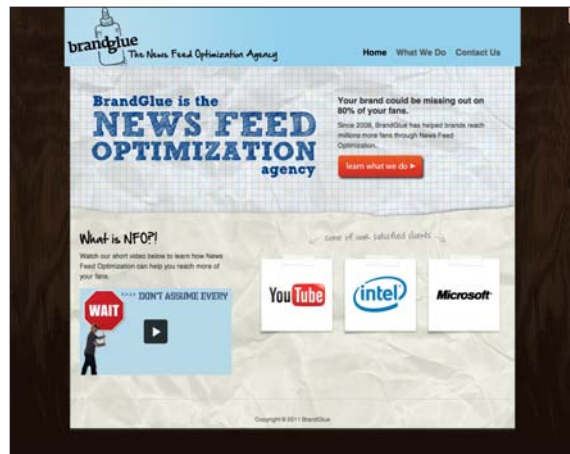 brandglue
The News Feed Optimization Agency
Home What We Do Contact Us
BrandGlue is the
NEWS FEED
OPTIMIZATION
agency
Your brand could be missing out on
80% of your fans.
Since 2008, BrandGlue has helped brands reach
millions more fans through News Feed
Optimization.
learn what we do ►
What is NFO?!
Watch our short video below to learn how News
Feed Optimization can help you reach more of
your fans.
some of our satisfied clients
WAIT
DON'T ASSUME EVERY
YouTube
intel
Microsoft
Copyright © 2011 BrandGlue